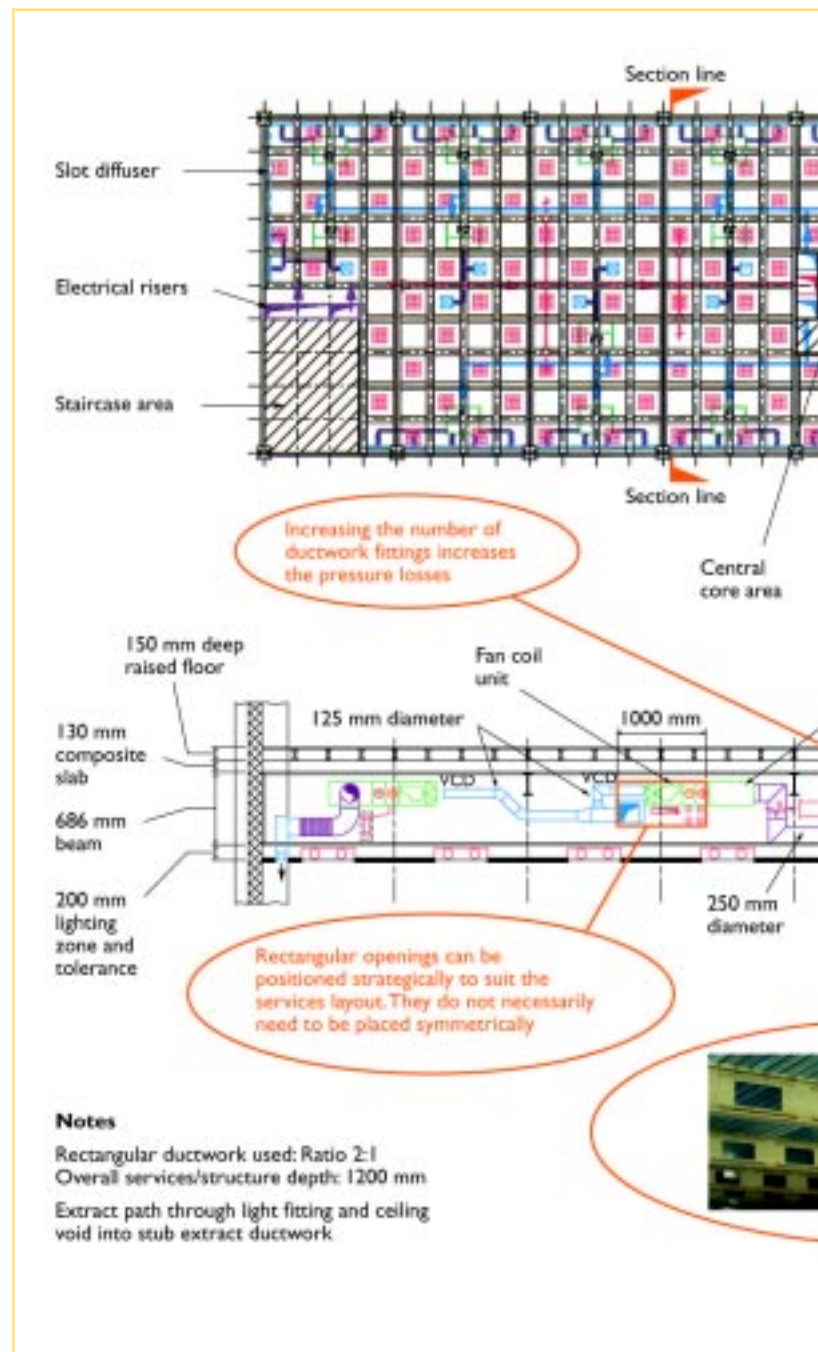 Section line
Slot diffuser
Electrical risers
Staircase area
Section line
Increasing the number of
ductwork fittings increases
the pressure losses
Central
core area
150 mm deep
raised floor
Fan coil
unit
125 mm diameter
1000 mm
130 mm
composite
slab
VCD
VCD
686 mm
beam
200 mm
lighting
zone and
tolerance
250 mm
diameter
Rectangular openings can be
positioned strategically to suit the
services layout. They do not necessarily
need to be placed symmetrically
Notes
Rectangular ductwork used: Ratio 2:1
Overall services/structure depth: 1200 mm
Extract path through light fitting and ceiling
void into stub extract ductwork